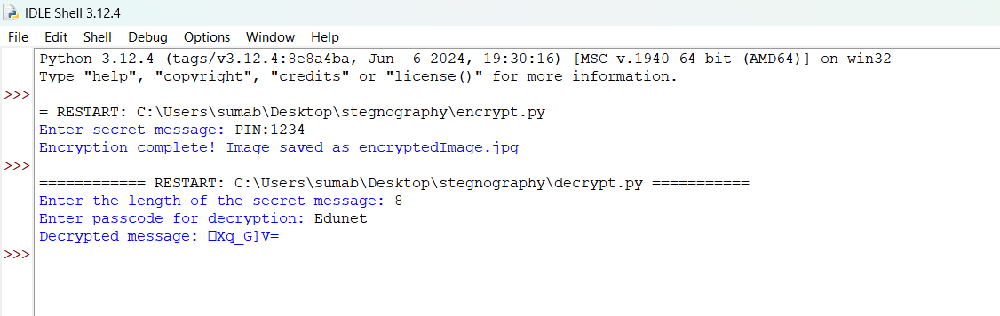 IDLE Shell 3.12.4
File Edit Shell Debug Options Window Help
Python 3.12.4 (tags/v3.12.4:8e8a4ba, Jun  6 2024, 19:30:16) [MSC v.1940 64 bit (AMD64)] on win32
Type "help", "copyright", "credits" or "license()" for more information.
>>>
= RESTART: C:\Users\sumab\Desktop\stegnography\encrypt.py
Enter secret message: PIN:1234
Encryption complete! Image saved as encryptedImage.jpg
>>>
============ RESTART: C:\Users\sumab\Desktop\stegnography\decrypt.py ===========
Enter the length of the secret message: 8
Enter passcode for decryption: Edunet
Decrypted message: □Xq_G]V=
>>>